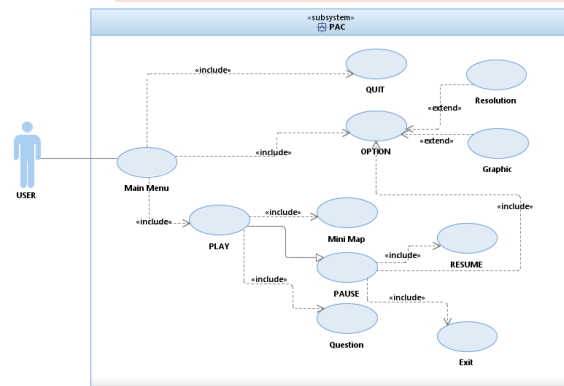 «subsystem»
PAC
«include»
QUIT
Resolution
«extend»
«include»
OPTION
«extend»
Graphic
USER
Main Menu
«include»
«include»
«include»
PLAY
Mini Map
«include»
RESUME
PAUSE
«include»
«include»
Question
Exit